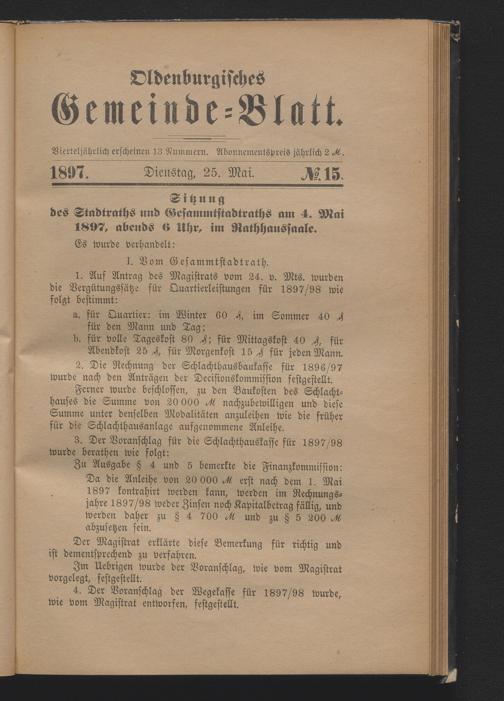 Oldenburgisches
Gemeinde-Blatt.
Vierteljährlich erscheinen 13 Nummern. Abonnementspreis jährlich 2 ℳ.
1897. Dienstag, 25. Mai. № 15.
Sitzung
des Stadtraths und Gesammtstadtraths am 4. Mai
1897, abends 6 Uhr, im Rathhaussaale.
Es wurde verhandelt:
I. Vom Gesammtstadtrath.
1. Auf Antrag des Magistrats vom 24. v. Mts. wurden
die Vergütungssätze für Quartierleistungen für 1897/98 wie
folgt bestimmt:
a. für Quartier: im Winter 60 ₰, im Sommer 40 ₰
für den Mann und Tag;
b. für volle Tageskost 80 ₰; für Mittagskost 40 ₰, für
Abendkost 25 ₰, für Morgenkost 15 ₰ für jeden Mann.
2. Die Rechnung der Schlachthausbaukasse für 1896/97
wurde nach den Anträgen der Decisionskommission festgestellt.
Ferner wurde beschlossen, zu den Baukosten des Schlacht-
hauses die Summe von 20 000 ℳ nachzubewilligen und diese
Summe unter denselben Modalitäten anzuleihen wie die früher
für die Schlachthausanlage aufgenommene Anleihe.
3. Der Voranschlag für die Schlachthauskasse für 1897/98
wurde berathen wie folgt:
Zu Ausgabe § 4 und 5 bemerkte die Finanzkommission:
Da die Anleihe von 20 000 ℳ erst nach dem 1. Mai
1897 kontrahirt werden kann, werden im Rechnungs-
jahre 1897/98 weder Zinsen noch Kapitalbetrag fällig, und
werden daher zu § 4 700 ℳ und zu § 5 200 ℳ
abzusetzen sein.
Der Magistrat erklärte diese Bemerkung für richtig und
ist dementsprechend zu verfahren.
Im Uebrigen wurde der Voranschlag, wie vom Magistrat
vorgelegt, festgestellt.
4. Der Voranschlag der Wegekasse für 1897/98 wurde,
wie vom Magistrat entworfen, festgestellt.